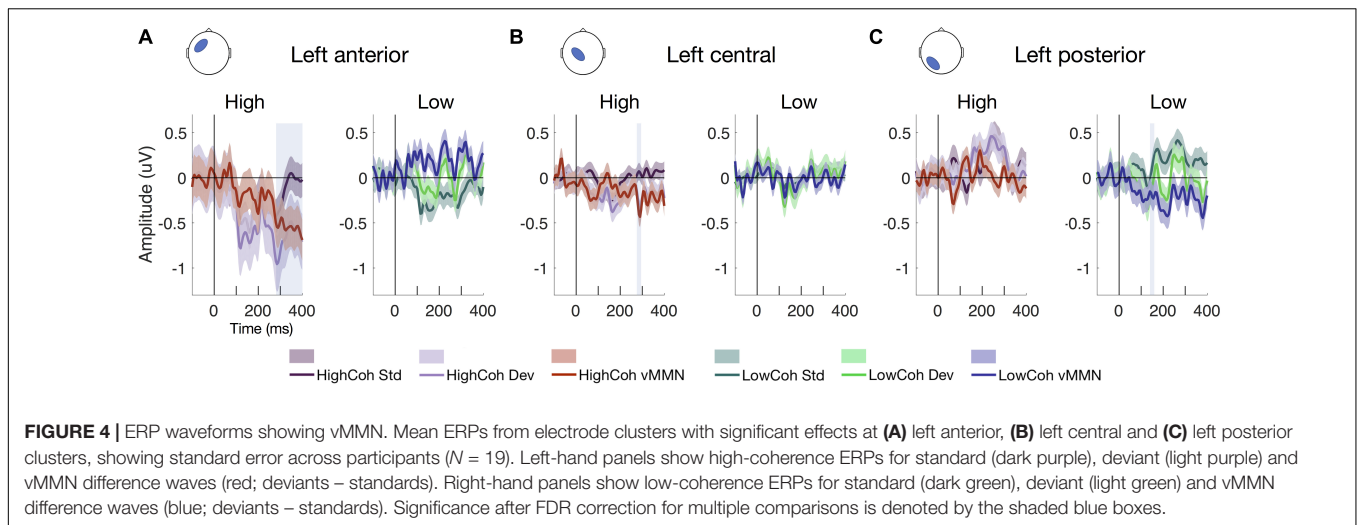 A Left anterior B Left central C Left posterior
High Low High Low High Low
0.5 0.5 0.5 0.5 0.5 0.5
0 0 0 0 0 0
-0.5 -0.5 -0.5 -0.5 -0.5 -0.5
-1 -1 -1 -1 -1 -1
Amplitude (uV)
0 200 400 0 200 400 0 200 400 0 200 400 0 200 400 0 200 400
Time (ms)
HighCoh Std HighCoh Dev HighCoh vMMN LowCoh Std LowCoh Dev LowCoh vMMN
FIGURE 4 | ERP waveforms showing vMMN. Mean ERPs from electrode clusters with significant effects at (A) left anterior, (B) left central and (C) left posterior
clusters, showing standard error across participants (N = 19). Left-hand panels show high-coherence ERPs for standard (dark purple), deviant (light purple) and
vMMN difference waves (red; deviants – standards). Right-hand panels show low-coherence ERPs for standard (dark green), deviant (light green) and vMMN
difference waves (blue; deviants – standards). Significance after FDR correction for multiple comparisons is denoted by the shaded blue boxes.